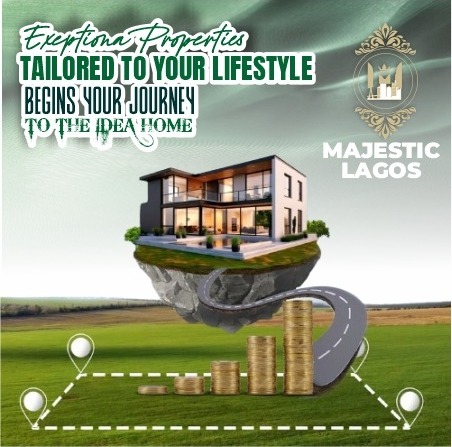 Exeptiona Properties
TAILORED TO YOUR LIFESTYLE
BEGINS YOUR JOURNEY
TO THE IDEA HOME
MAJESTIC
LAGOS